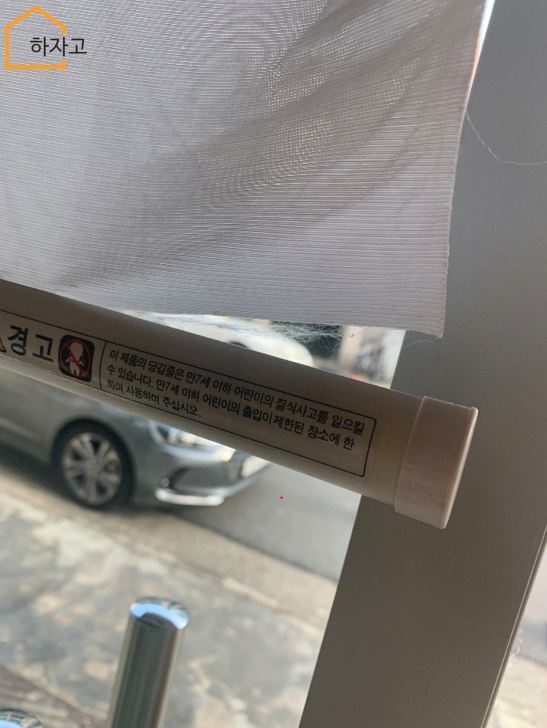 하자고
경고
이 제품의 당김줄은 만7세 이하 어린이의 질식사고를 일으킬
수 있습니다. 만7세 이하 어린이의 출입이 제한된 장소에 한
하여 사용하여 주십시오.